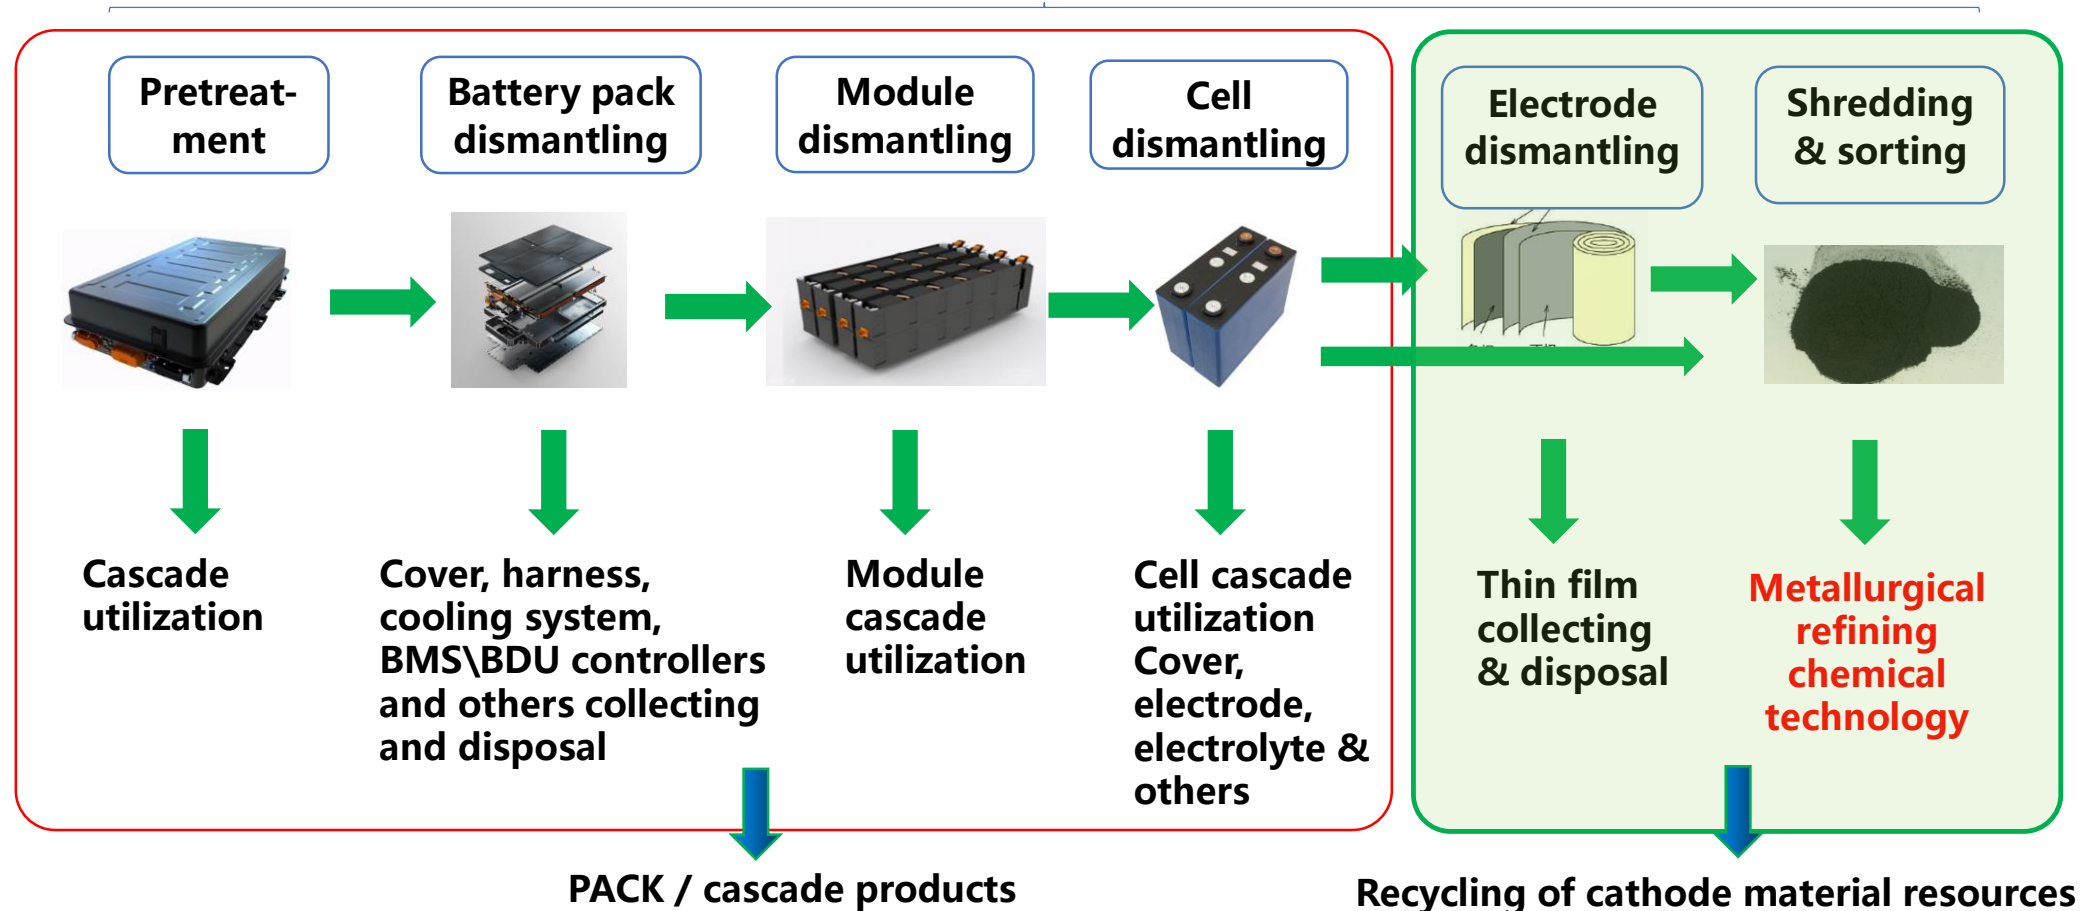 Pretreat-
ment
Battery pack
dismantling
Module
dismantling
Cell
dismantling
Electrode
dismantling
Shredding
& sorting
Cascade
utilization
Cover, harness,
cooling system,
BMS\BDU controllers
and others collecting
and disposal
Module
cascade
utilization
Cell cascade
utilization
Cover,
electrode,
electrolyte &
others
Thin film
collecting
& disposal
Metallurgical
refining
chemical
technology
PACK / cascade products
Recycling of cathode material resources